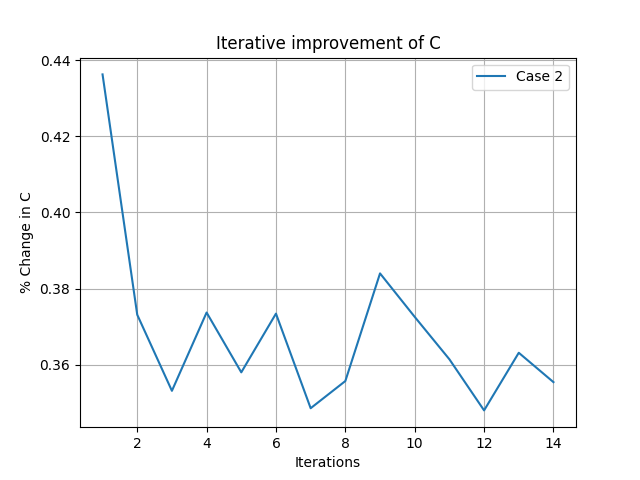 Iterative improvement of C
Case 2
% Change in C
0.44
0.42
0.40
0.38
0.36
2 4 6 8 10 12 14
Iterations